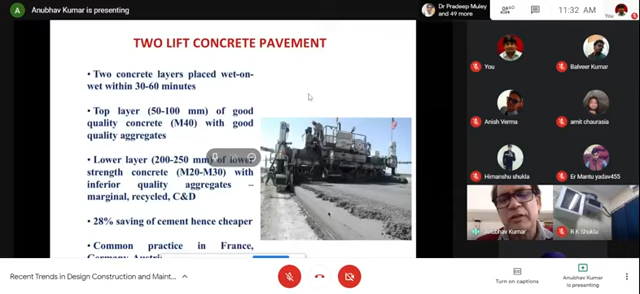 A Anubhav Kumar is presenting
Dr Pradeep Muley
and 49 more
11:32 AM
You
TWO LIFT CONCRETE PAVEMENT
• Two concrete layers placed wet-on-
wet within 30-60 minutes
• Top layer (50-100 mm) of good
quality concrete (M40) with good
quality aggregates
• Lower layer (200-250 mm) of lower
strength concrete (M20-M30) with
inferior quality aggregates –
marginal, recycled, C&D
• 28% saving of cement hence cheaper
• Common practice in France,
Germany, Austri
You
Balveer Kumar
Anish Verma
amit chaurasia
Himanshu shakya
Er Mantu yadav455
Anubhav Kumar
R K Shukla
Recent Trends in Design Construction and Maint...
Turn on captions
Anubhav Kumar
is presenting